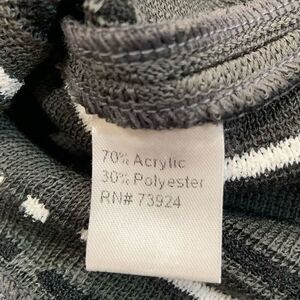 70% Acrylic
30% Polyester
RN# 73924